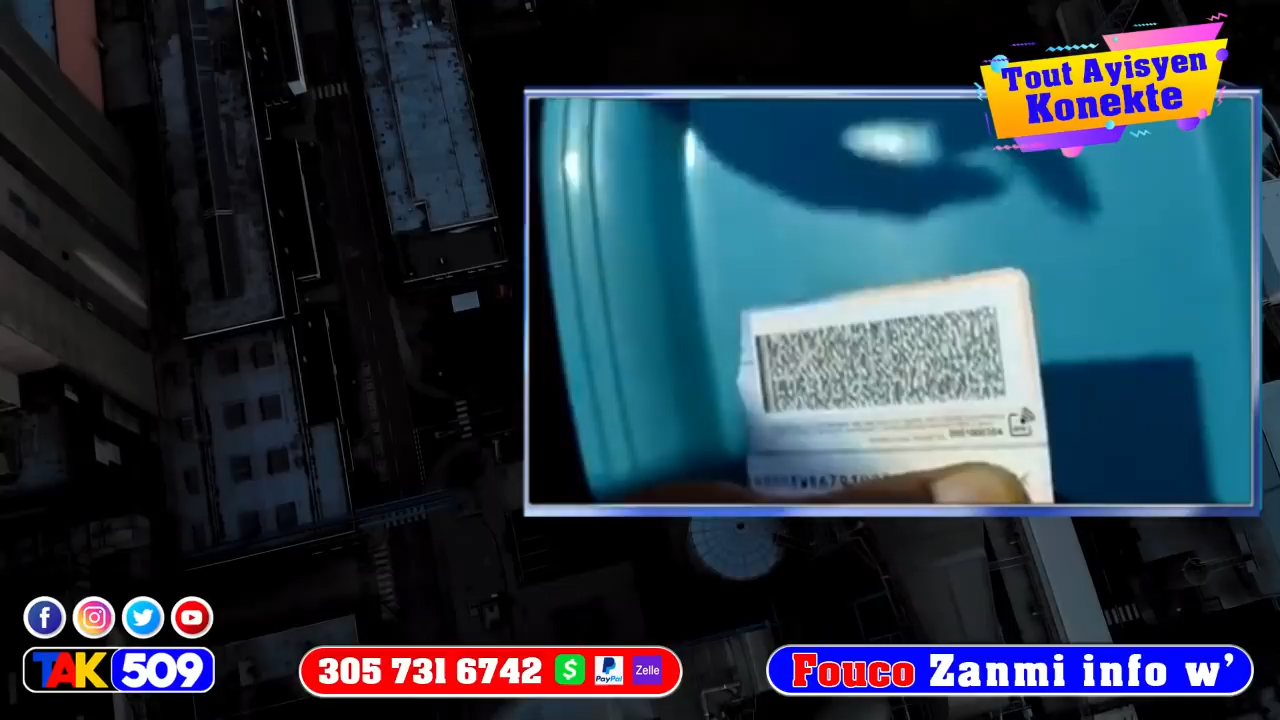 Tout Ayisyen
Konekte
TAK 509
305 731 6742
$ PayPal Zelle
Fouco Zanmi info w’